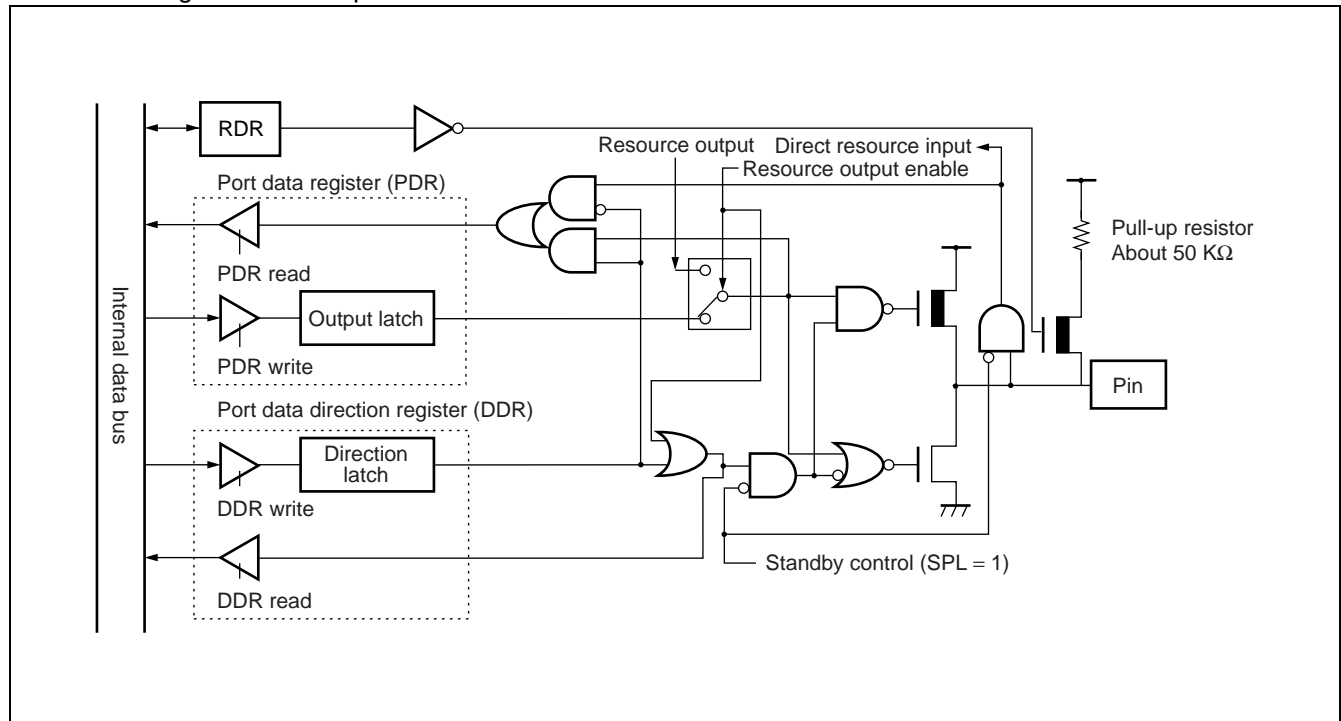 RDR
Resource output
Direct resource input
Resource output enable
Port data register (PDR)
Pull-up resistor
About 50 KΩ
PDR read
Internal data bus
Output latch
PDR write
Pin
Port data direction register (DDR)
Direction
latch
DDR write
Standby control (SPL = 1)
DDR read